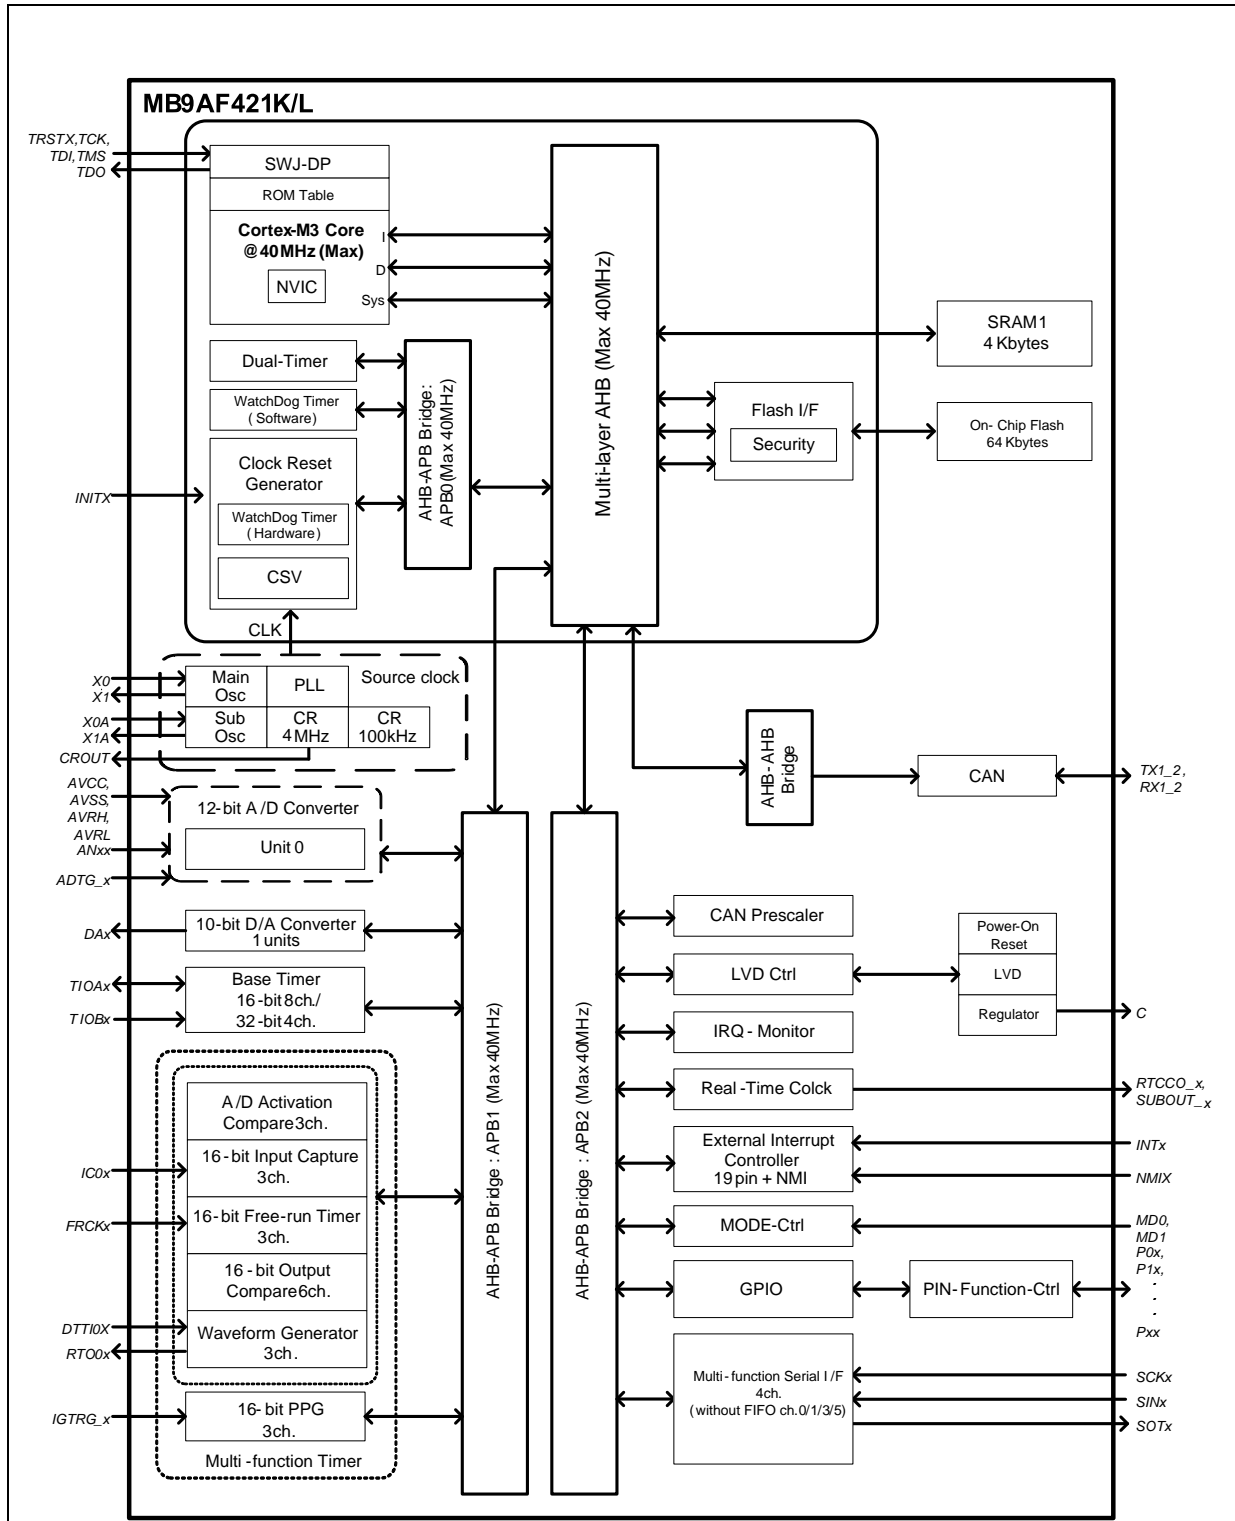 MB9AF421K/L
TRSTX,TCK,
TDI,TMS
TDO
SWJ-DP
ROM Table
Cortex-M3 Core
@40MHz (Max)
NVIC
I
D
Sys
Multi-layer AHB (Max 40MHz)
SRAM1
4 Kbytes
Dual-Timer
WatchDog Timer
(Software)
Clock Reset
Generator
WatchDog Timer
(Hardware)
CSV
INITX
AHB-APB Bridge:
APB0(Max 40MHz)
Flash I/F
Security
On-Chip Flash
64 Kbytes
CLK
X0
X1
X0A
X1A
CROUT
Main
Osc
PLL
Source clock
Sub
Osc
CR
4MHz
CR
100kHz
AHB-AHB
Bridge
CAN
TX1_2,
RX1_2
AVCC,
AVSS,
AVRH,
AVRL
ANxx
ADTG_x
12-bit A/D Converter
Unit 0
DAx
10-bit D/A Converter
1units
TIOAx
TIOBx
Base Timer
16-bit 8ch./
32-bit 4ch.
AHB-APB Bridge : APB1 (Max 40MHz)
AHB-APB Bridge : APB2 (Max 40MHz)
CAN Prescaler
LVD Ctrl
Power-On
Reset
LVD
Regulator
C
IRQ-Monitor
Real-Time Colck
RTCCO_x,
SUBOUT_x
External Interrupt
Controller
19pin + NMI
INTx
NMIX
MODE-Ctrl
MD0,
MD1
GPIO
PIN-Function-Ctrl
P0x,
P1x,
.
.
.
Pxx
Multi-function Serial I/F
4ch.
(without FIFO ch.0/1/3/5)
SCKx
SINx
SOTx
A/D Activation
Compare 3ch.
IC0x
16-bit Input Capture
3ch.
FRCKx
16-bit Free-run Timer
3ch.
16-bit Output
Compare 6ch.
DTTI0X
RTO0x
Waveform Generator
3ch.
IGTRG_x
16-bit PPG
3ch.
Multi-function Timer